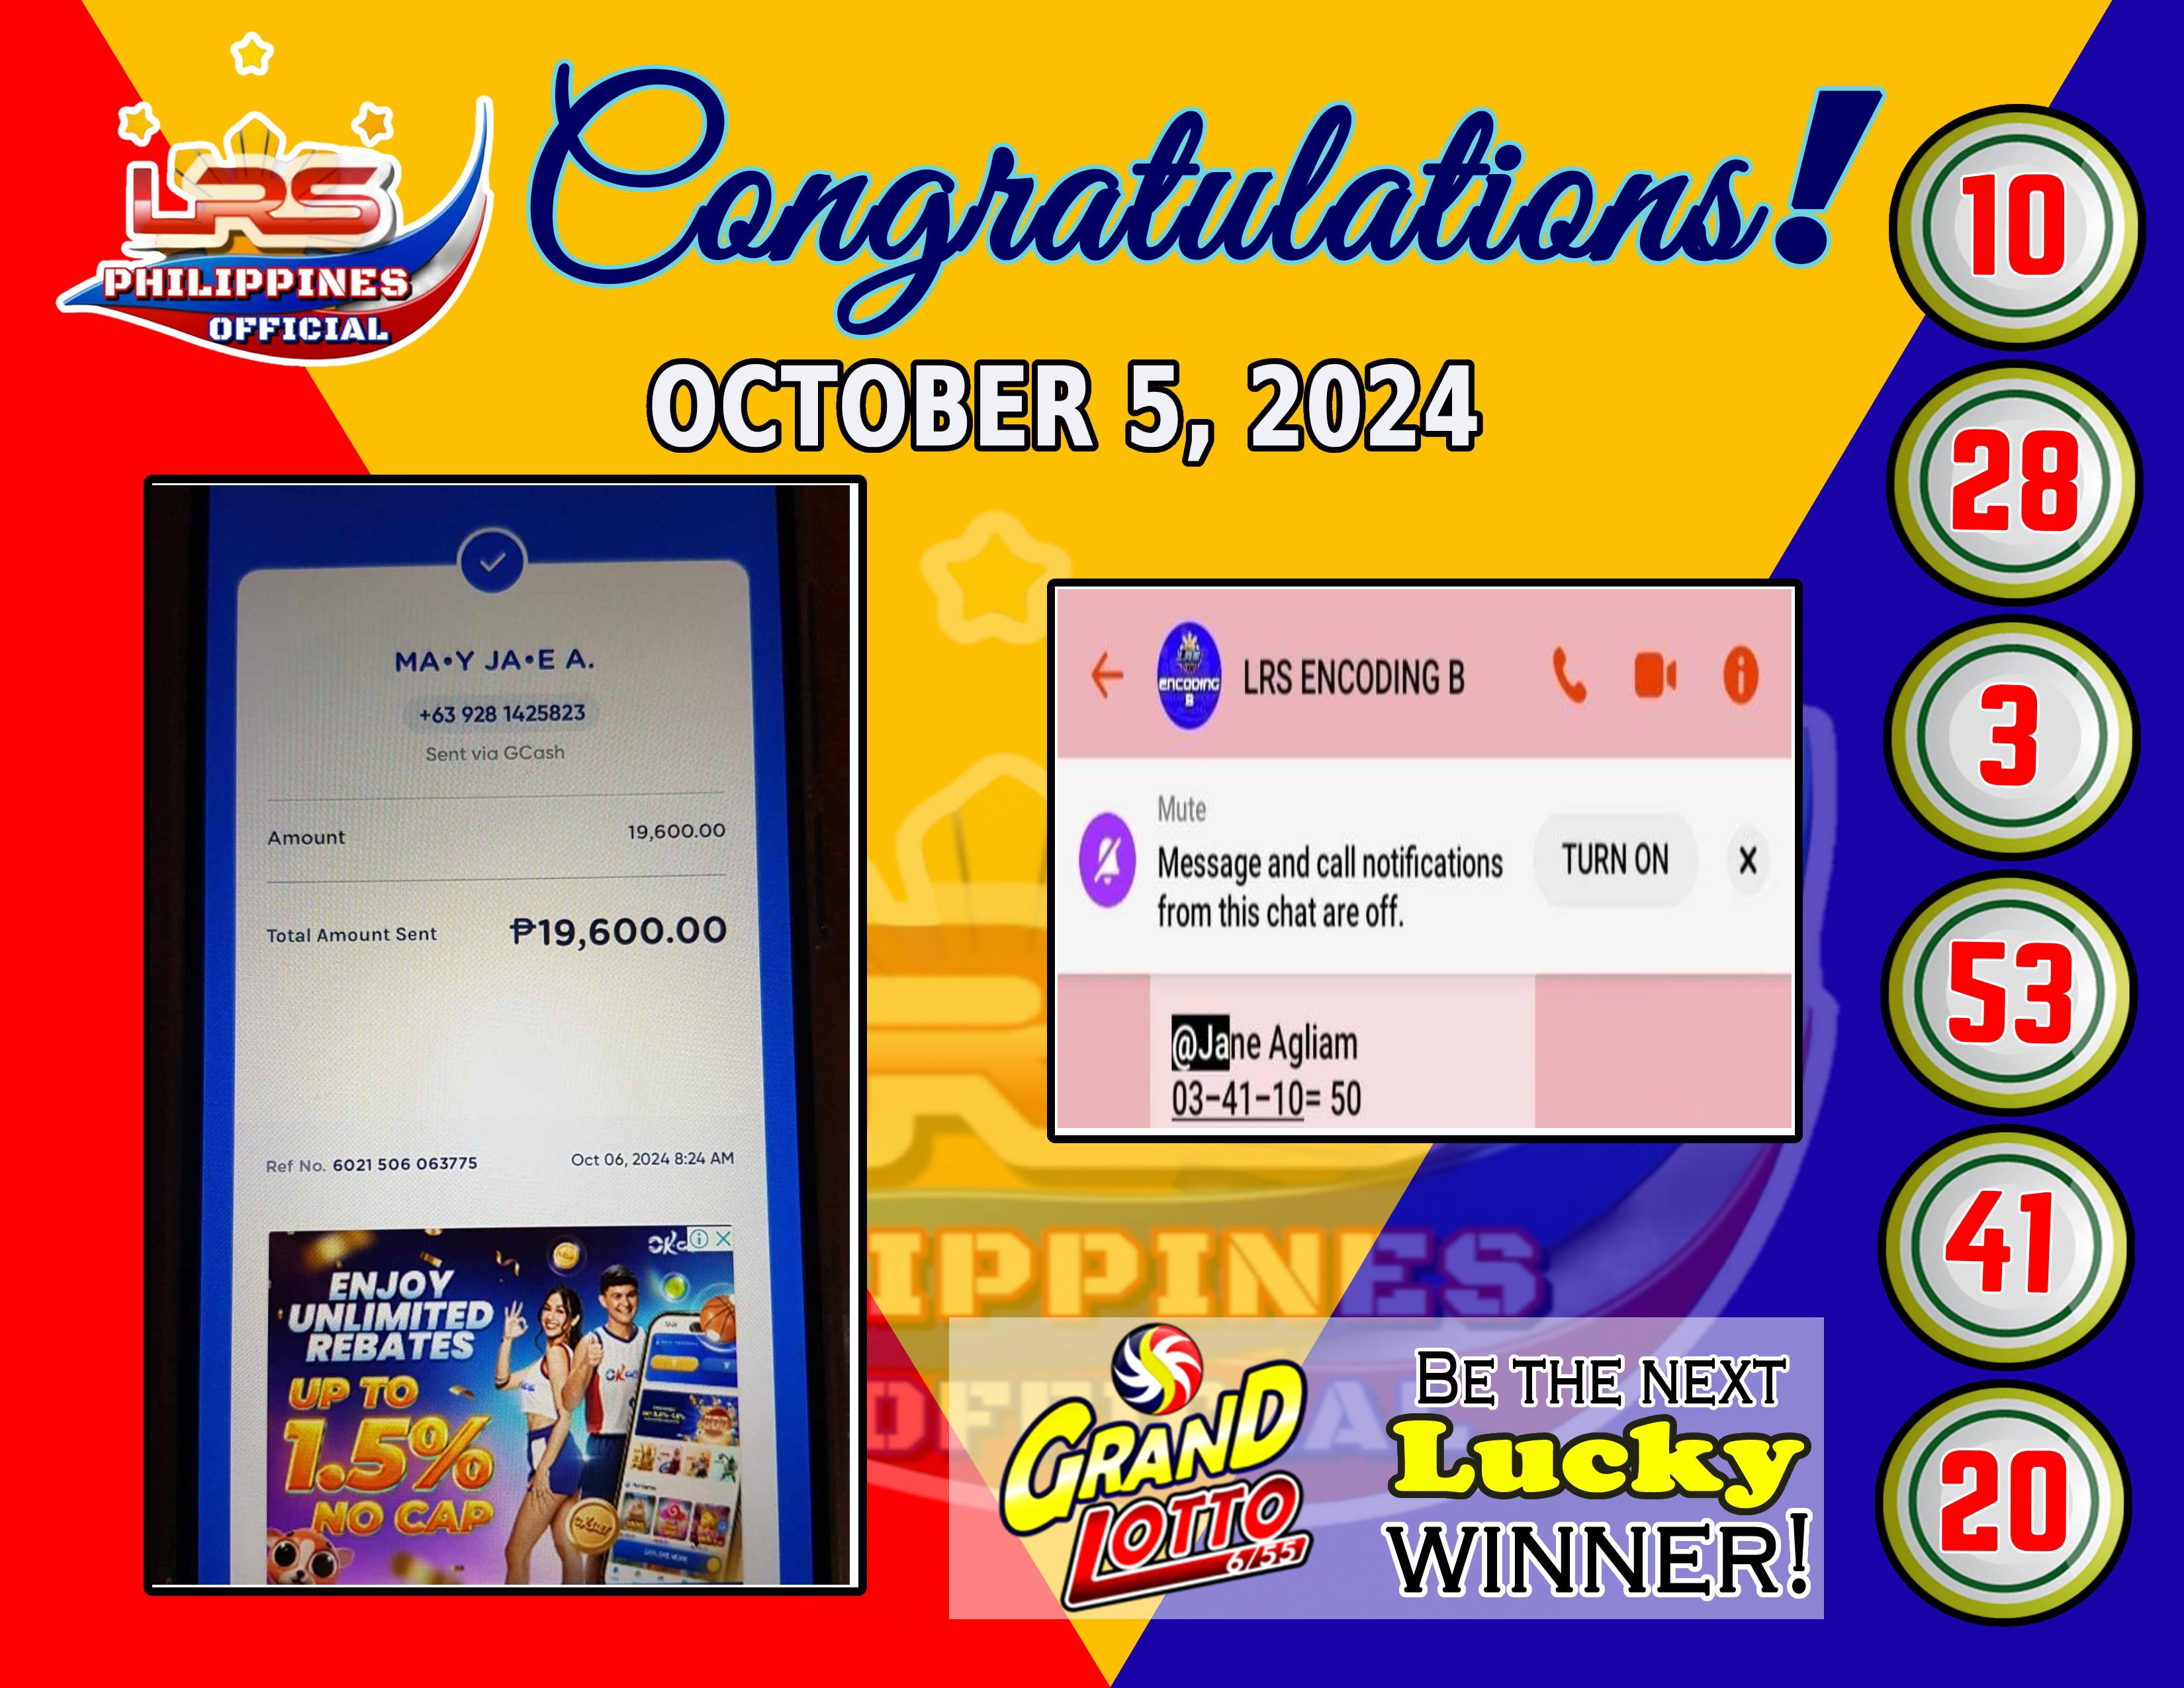 LRS
PHILIPPINES
OFFICIAL
Congratulations!
OCTOBER 5, 2024
MA•Y JA•E A.
+63 928 1425823
Sent via GCash
Amount 19,600.00
Total Amount Sent ₱19,600.00
Ref No. 6021 506 063775 Oct 06, 2024 8:24 AM
ENJOY
UNLIMITED
REBATES
UP TO
1.5%
NO CAP
ENCODING
B
LRS ENCODING B
Mute
Message and call notifications
from this chat are off.
TURN ON
@Jane Agliam
03-41-10= 50
GRAND
LOTTO
6/55
BE THE NEXT
Lucky
WINNER!
10
28
3
53
41
20